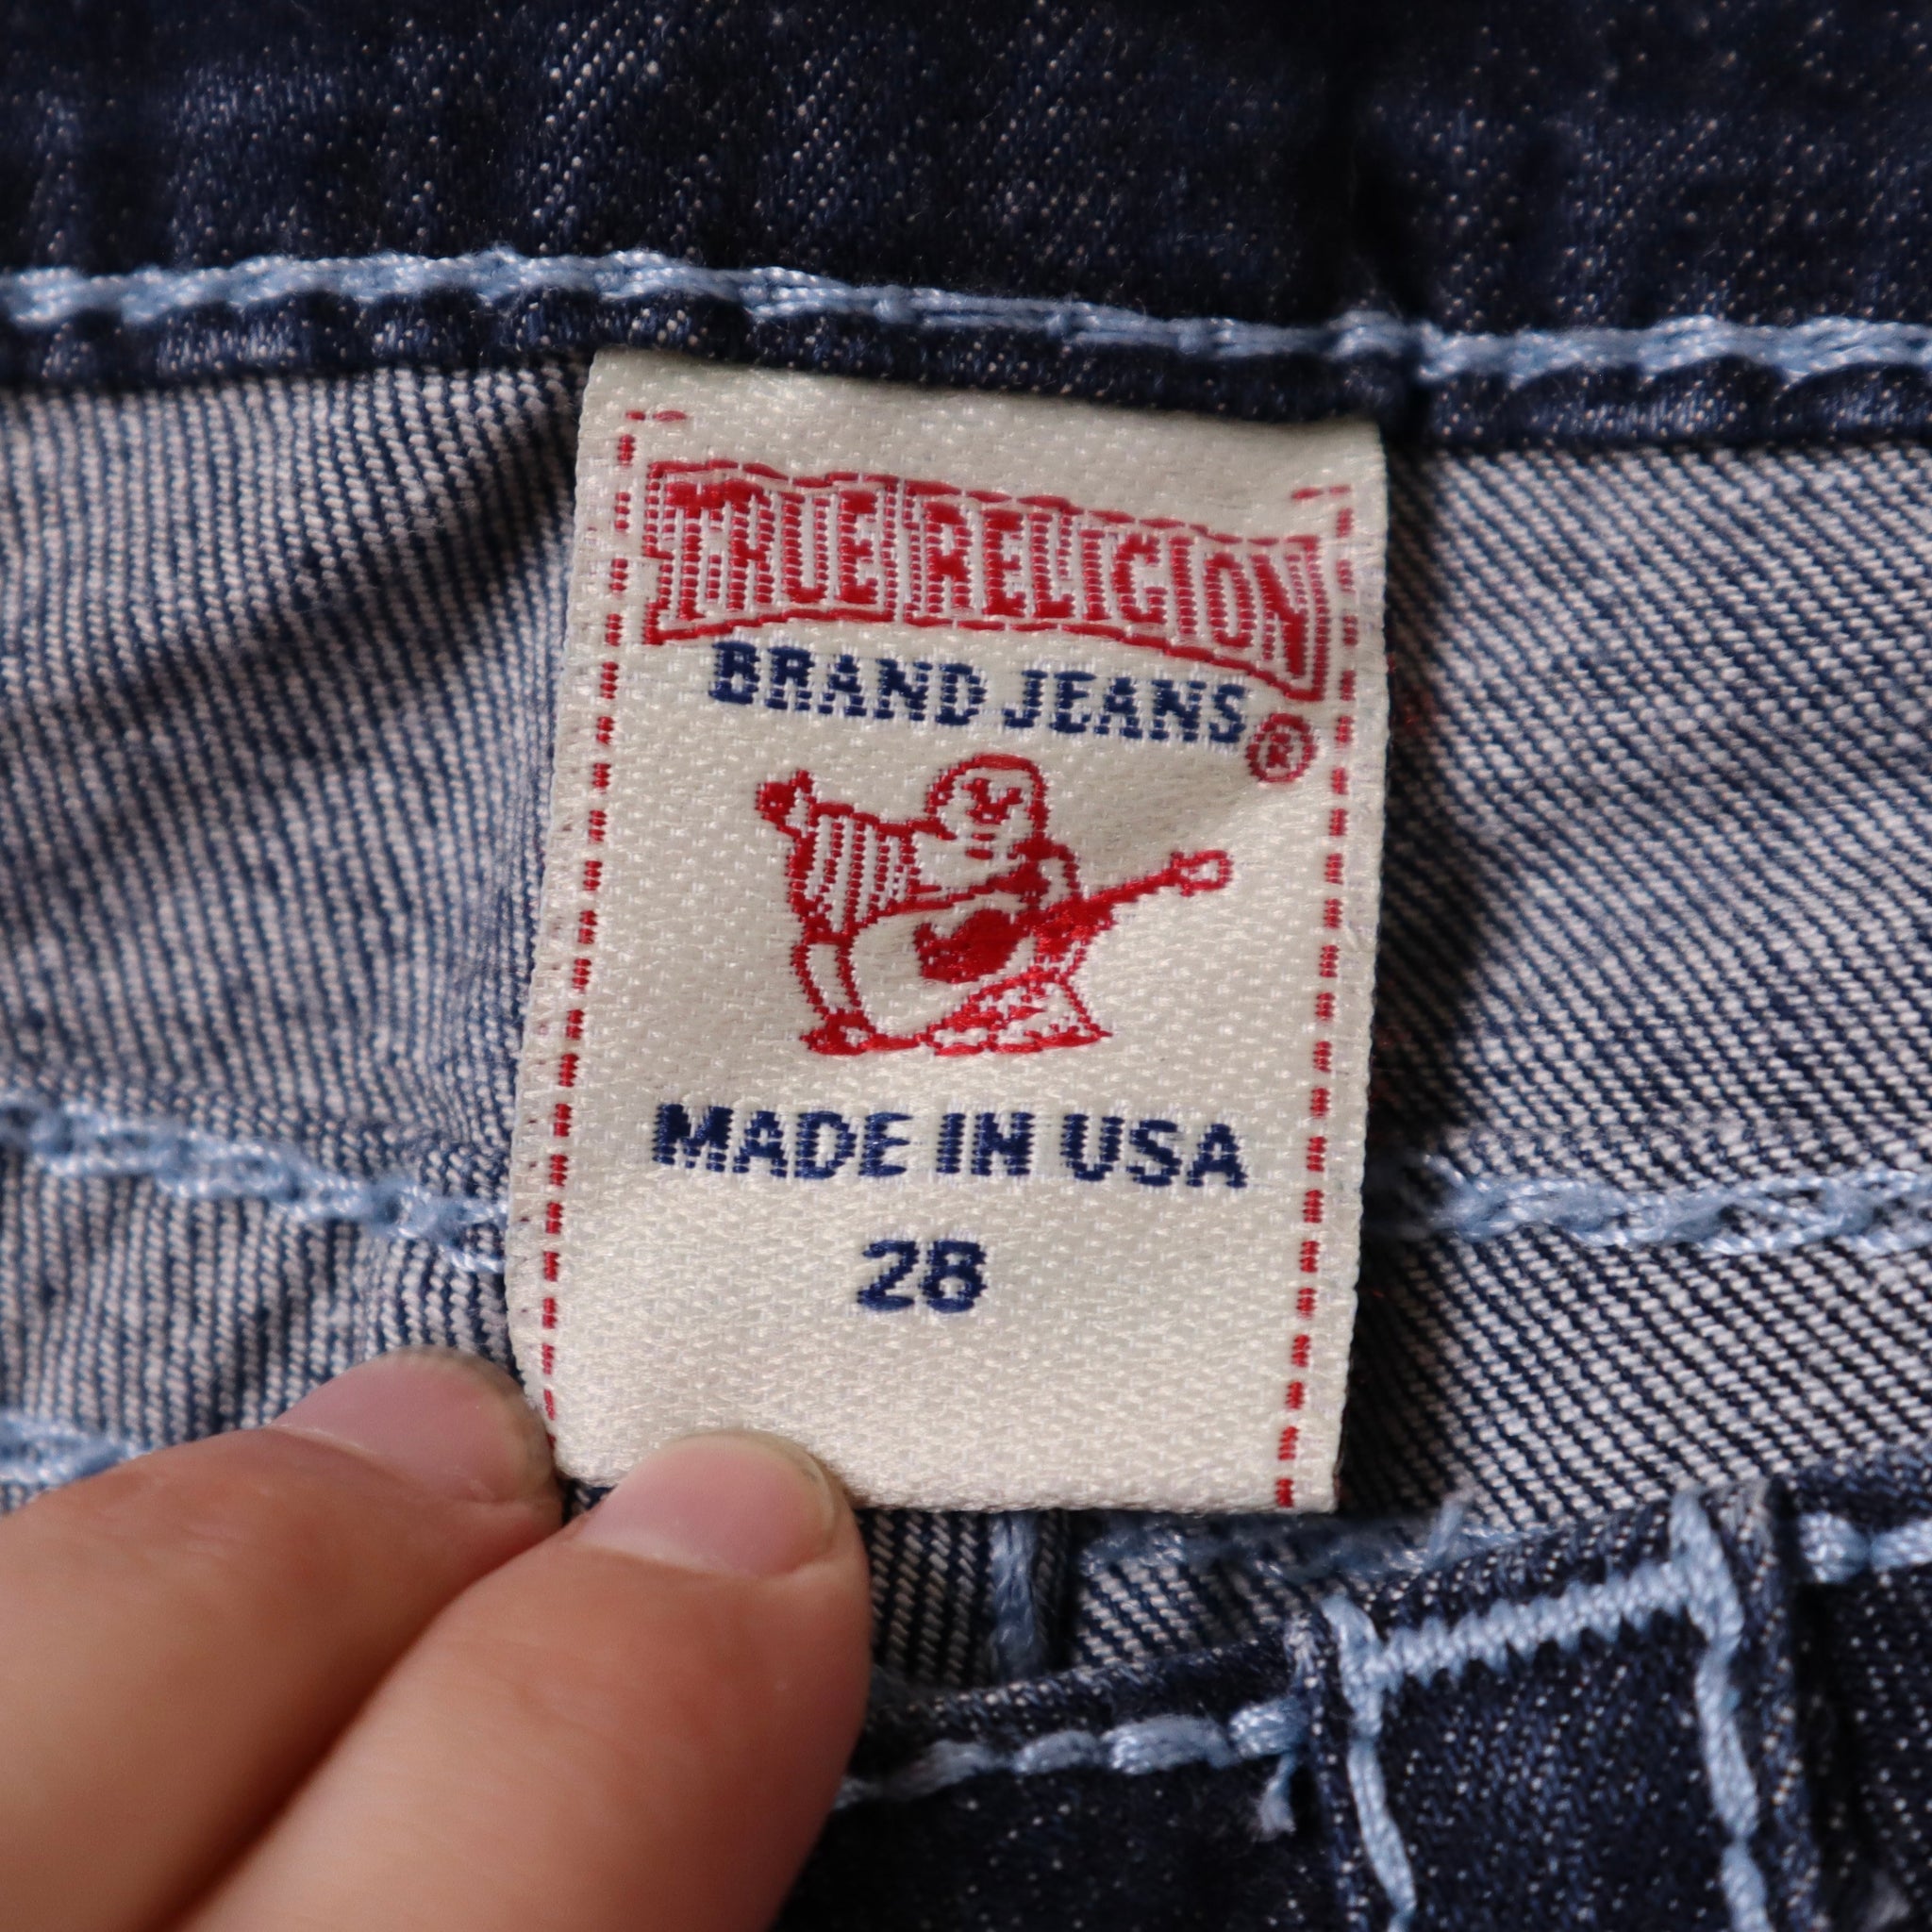 TRUE RELIGION
BRAND JEANS®
MADE IN USA
28